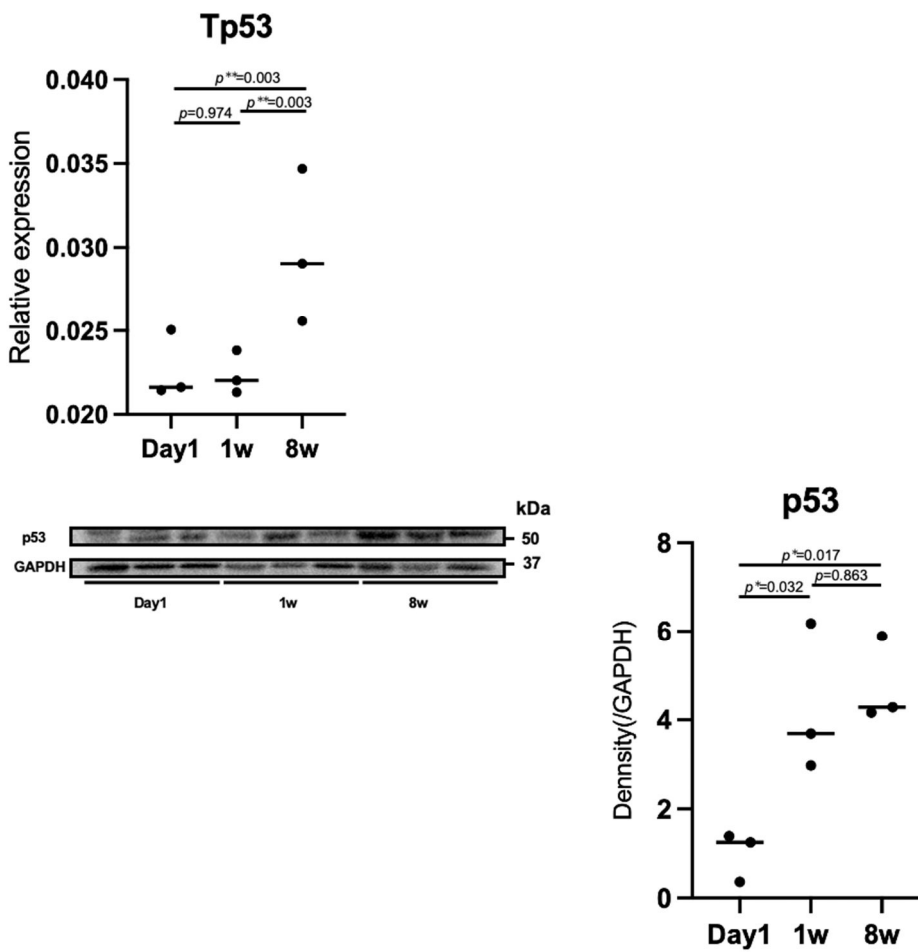 Tp53
p**=0.003
p=0.974 p**=0.003
Relative expression
0.040
0.035
0.030
0.025
0.020
Day1 1w 8w
kDa
p53 50
GAPDH 37
Day1 1w 8w
p53
p*=0.017
p*=0.032 p=0.863
Dennsity(/GAPDH)
8
6
4
2
0
Day1 1w 8w